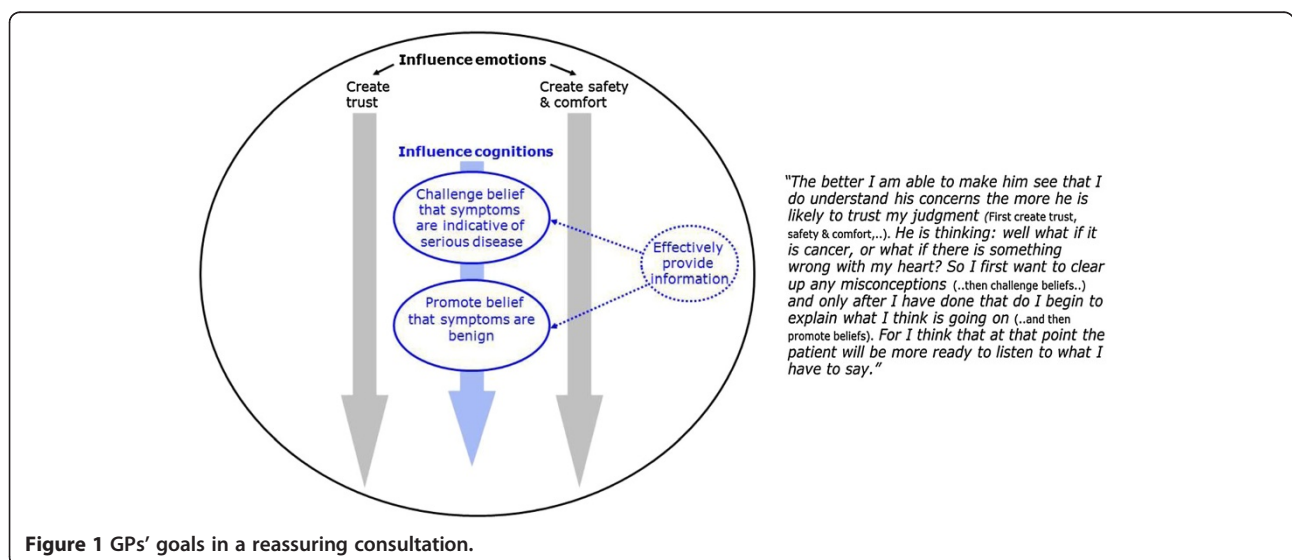 Influence emotions
Create
trust
Create safety
& comfort
Influence cognitions
Challenge belief
that symptoms
are indicative of
serious disease
Effectively
provide
information
Promote belief
that symptoms are
benign
"The better I am able to make him see that I
do understand his concerns the more he is
likely to trust my judgment (First create trust,
safety & comfort,..). He is thinking: well what if it
is cancer, or what if there is something
wrong with my heart? So I first want to clear
up any misconceptions (..then challenge beliefs..)
and only after I have done that do I begin to
explain what I think is going on (..and then
promote beliefs). For I think that at that point the
patient will be more ready to listen to what I
have to say."
Figure 1 GPs' goals in a reassuring consultation.